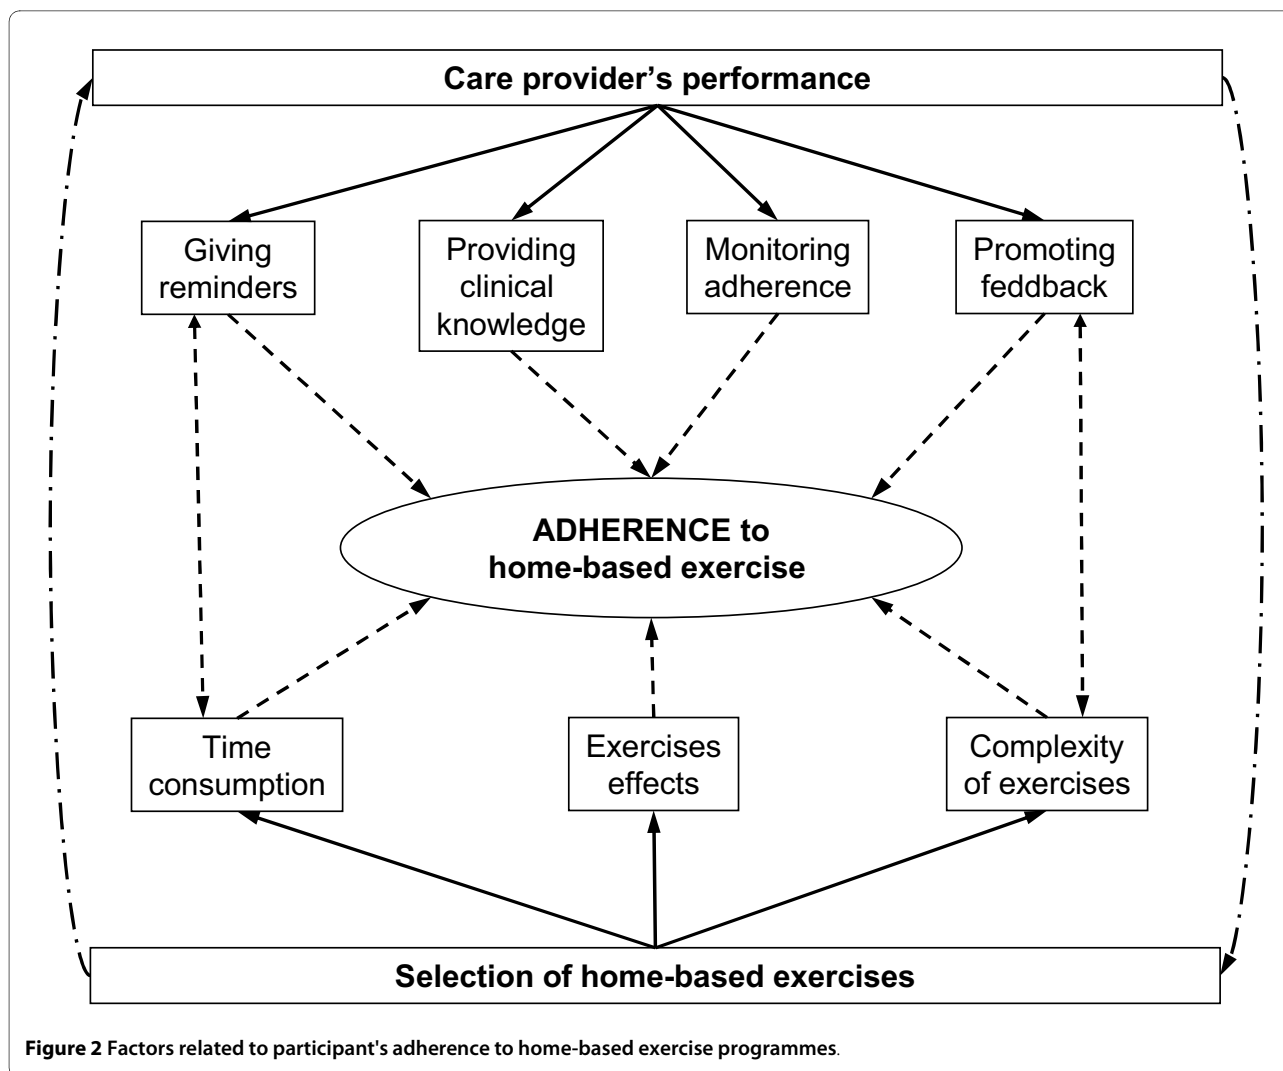 Care provider’s performance
Giving
reminders
Providing
clinical
knowledge
Monitoring
adherence
Promoting
feddback
ADHERENCE to
home-based exercise
Time
consumption
Exercises
effects
Complexity
of exercises
Selection of home-based exercises
Figure 2 Factors related to participant's adherence to home-based exercise programmes.